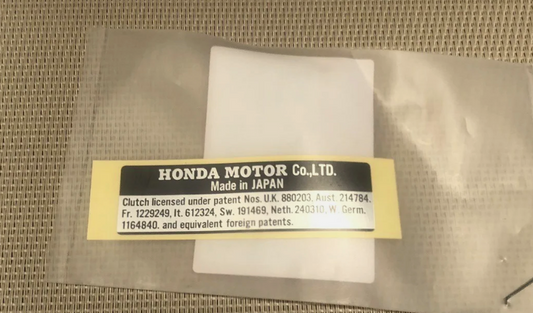 HONDA MOTOR Co.,LTD.
Made in JAPAN
Clutch licensed under patent Nos. U.K. 880203, Aust. 214784.
Fr. 1229249, It. 612324, Sw. 191469, Neth. 240310, W. Germ.
1164840. and equivalent foreign patents.